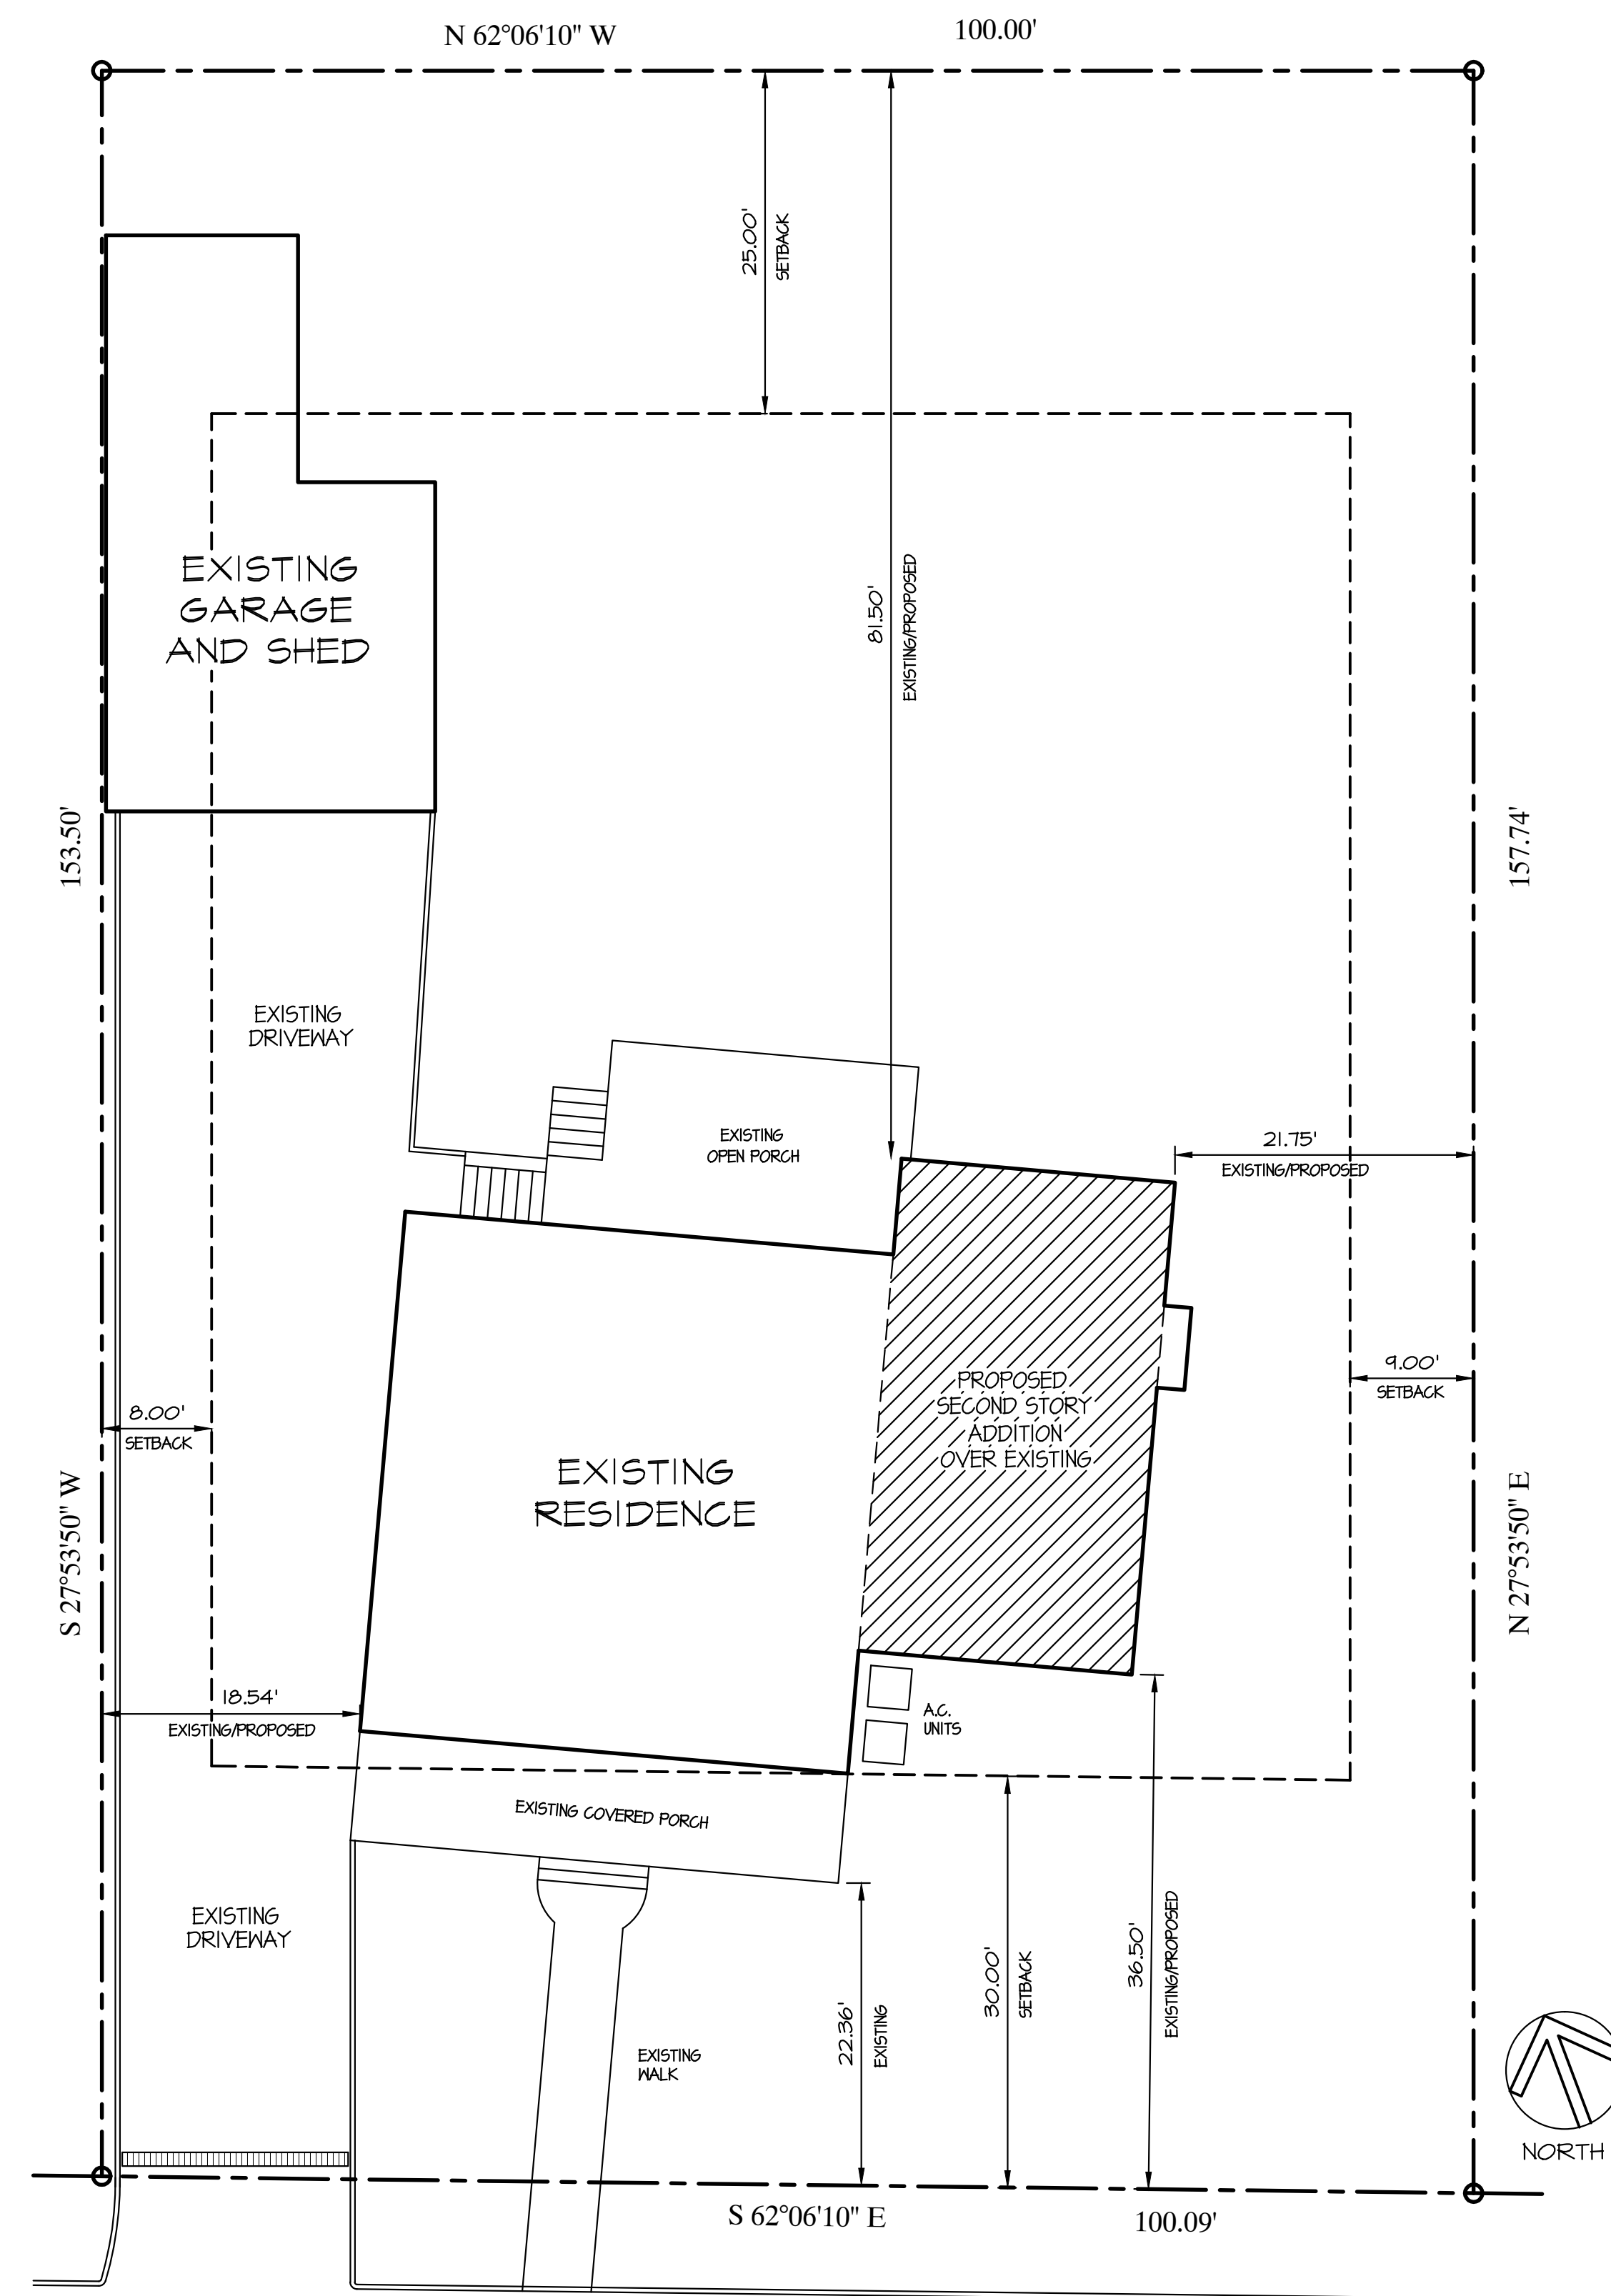 N 62°06'10" W
100.00'
25.00'
SETBACK
EXISTING
GARAGE
AND SHED
81.50'
EXISTING/PROPOSED
153.50'
157.74'
EXISTING
DRIVEWAY
EXISTING
OPEN PORCH
21.75'
EXISTING/PROPOSED
9.00'
SETBACK
PROPOSED
SECOND STORY
ADDITION
OVER EXISTING
8.00'
SETBACK
EXISTING
RESIDENCE
S 27°53'50" W
N 27°53'50" E
18.54'
EXISTING/PROPOSED
A.C.
UNITS
EXISTING COVERED PORCH
EXISTING
DRIVEWAY
22.36'
EXISTING
30.00'
SETBACK
36.50'
EXISTING/PROPOSED
EXISTING
WALK
NORTH
S 62°06'10" E
100.09'